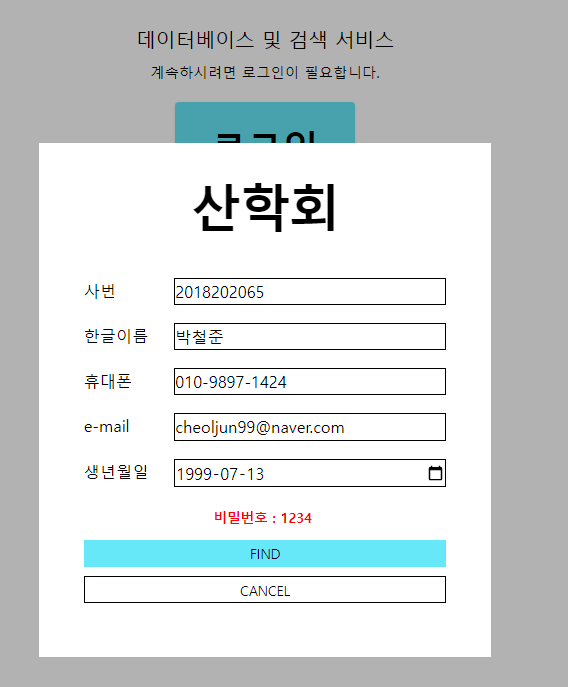 데이터베이스 및 검색 서비스
계속하시려면 로그인이 필요합니다.
로그인
산학회
사번 2018202065
한글이름 박철준
휴대폰 010-9897-1424
e-mail cheoljun99@naver.com
생년월일 1999-07-13
비밀번호 : 1234
FIND
CANCEL